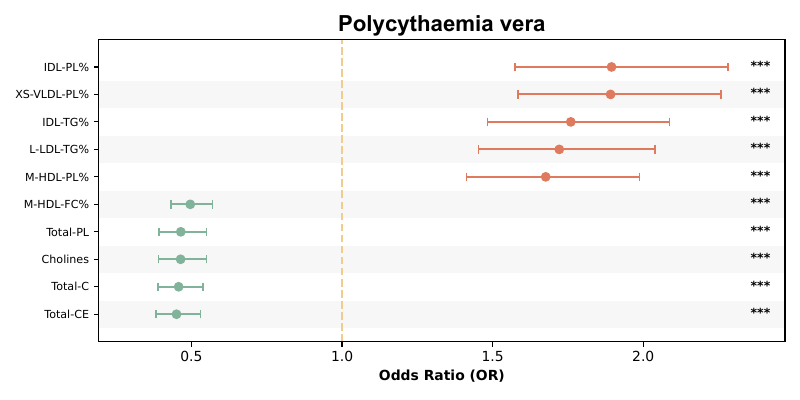 Polycythaemia vera
IDL-PL% ***
XS-VLDL-PL% ***
IDL-TG% ***
L-LDL-TG% ***
M-HDL-PL% ***
M-HDL-FC% ***
Total-PL ***
Cholines ***
Total-C ***
Total-CE ***
0.5 1.0 1.5 2.0
Odds Ratio (OR)